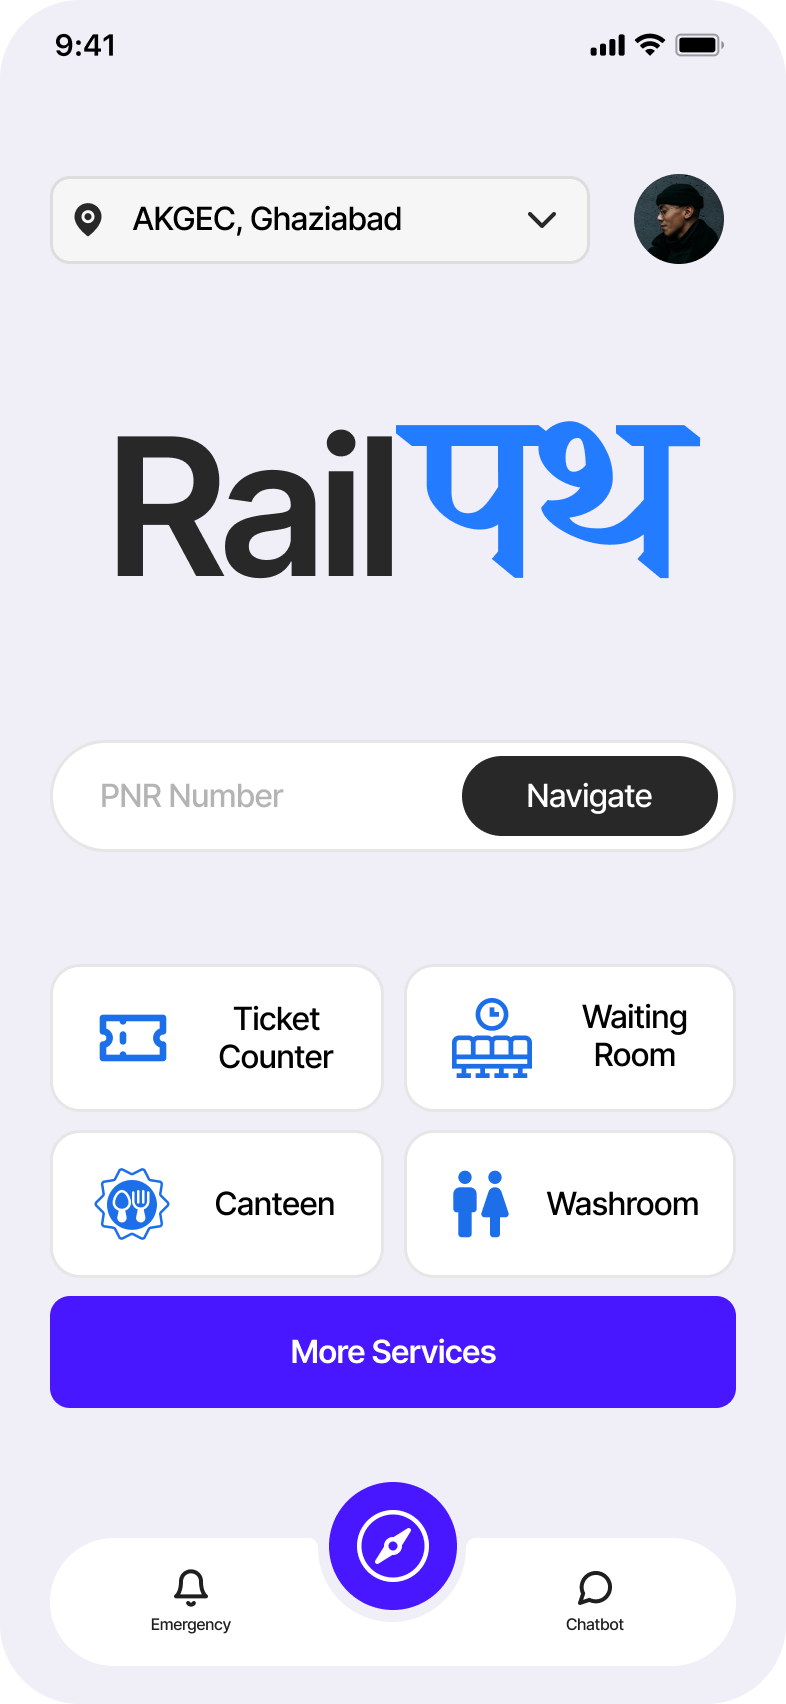 9:41
AKGEC, Ghaziabad
Railपथ
PNR Number
Navigate
Ticket
Counter
Waiting
Room
Canteen
Washroom
More Services
Emergency
Chatbot